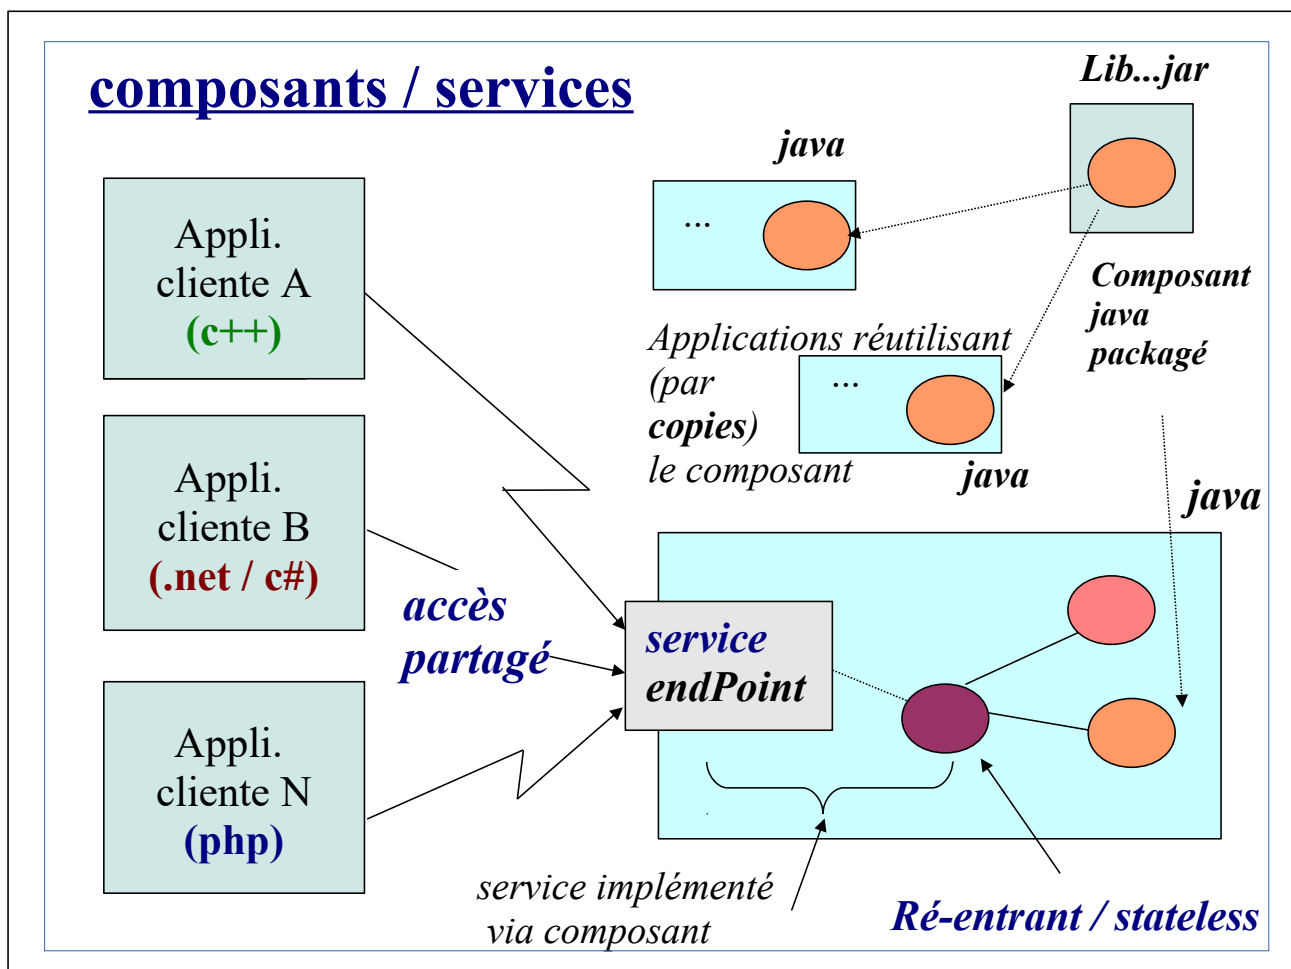 composants / services
Lib...jar
java
Appli.
cliente A
(c++)
...
Composant
java
packagé
Applications réutilisant
(par
copies)
le composant
...
java
java
Appli.
cliente B
(.net / c#)
accès
partagé
service
endPoint
Appli.
cliente N
(php)
service implémenté
via composant
Ré-entrant / stateless